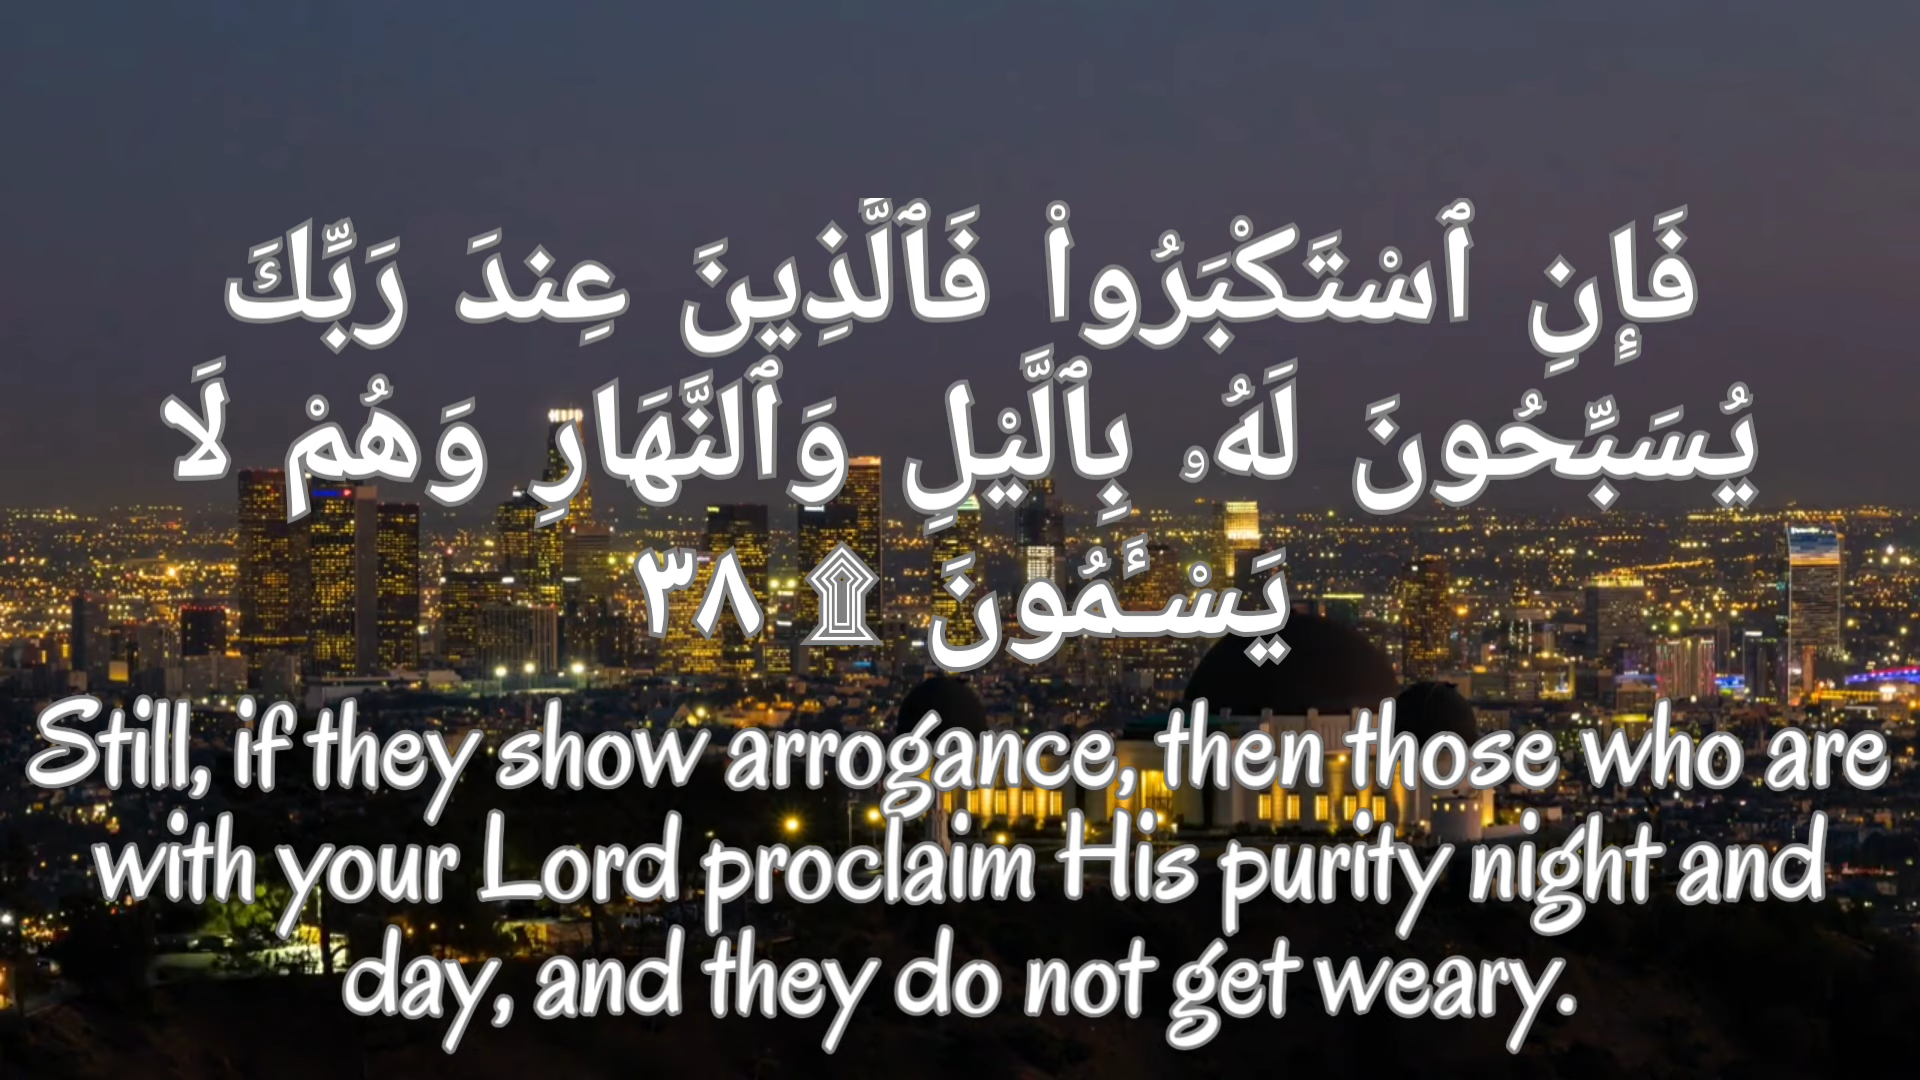 فَإِنِ ٱسْتَكْبَرُوا۟ فَٱلَّذِينَ عِندَ رَبِّكَ
يُسَبِّحُونَ لَهُۥ بِٱلَّيْلِ وَٱلنَّهَارِ وَهُمْ لَا
يَسْـَٔمُونَ ۩ ٣٨
Still, if they show arrogance, then those who are
with your Lord proclaim His purity night and
day, and they do not get weary.